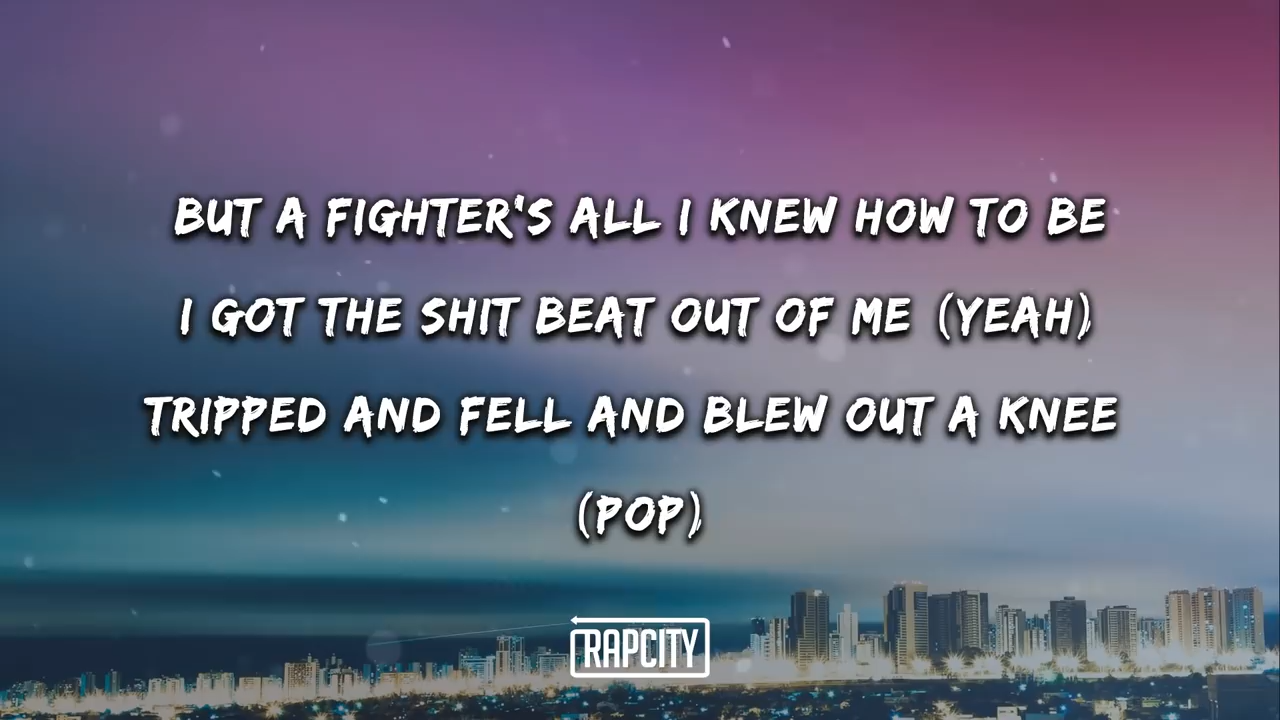 BUT A FIGHTER'S ALL I KNEW HOW TO BE
I GOT THE SHIT BEAT OUT OF ME (YEAH)
TRIPPED AND FELL AND BLEW OUT A KNEE
(POP)
RAPCITY